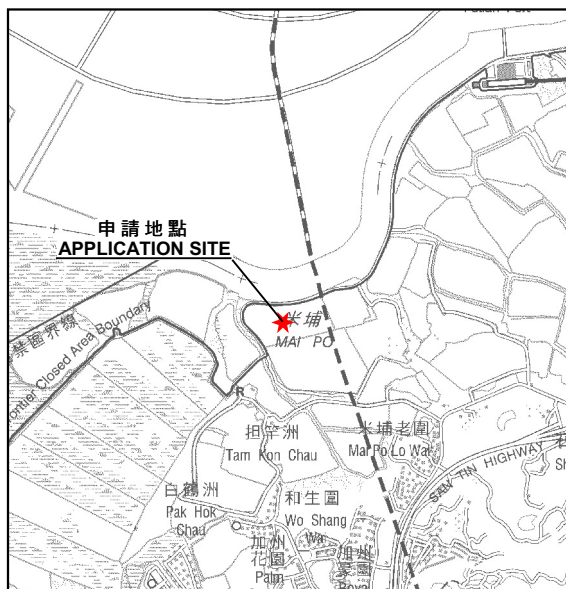 申請地點
APPLICATION SITE
米埔
MAI PO
禁區界線
Frontier Closed Area Boundary
R
担竿洲
Tam Kon Chau
米埔老圍
Mai Po Lo Wai
SAN TIN HIGHWAY
白鶴洲
Pak Hok
Chau
和生圍
Wo Shang
Wai
加州
花園
Palm
加州
豪園
Royal